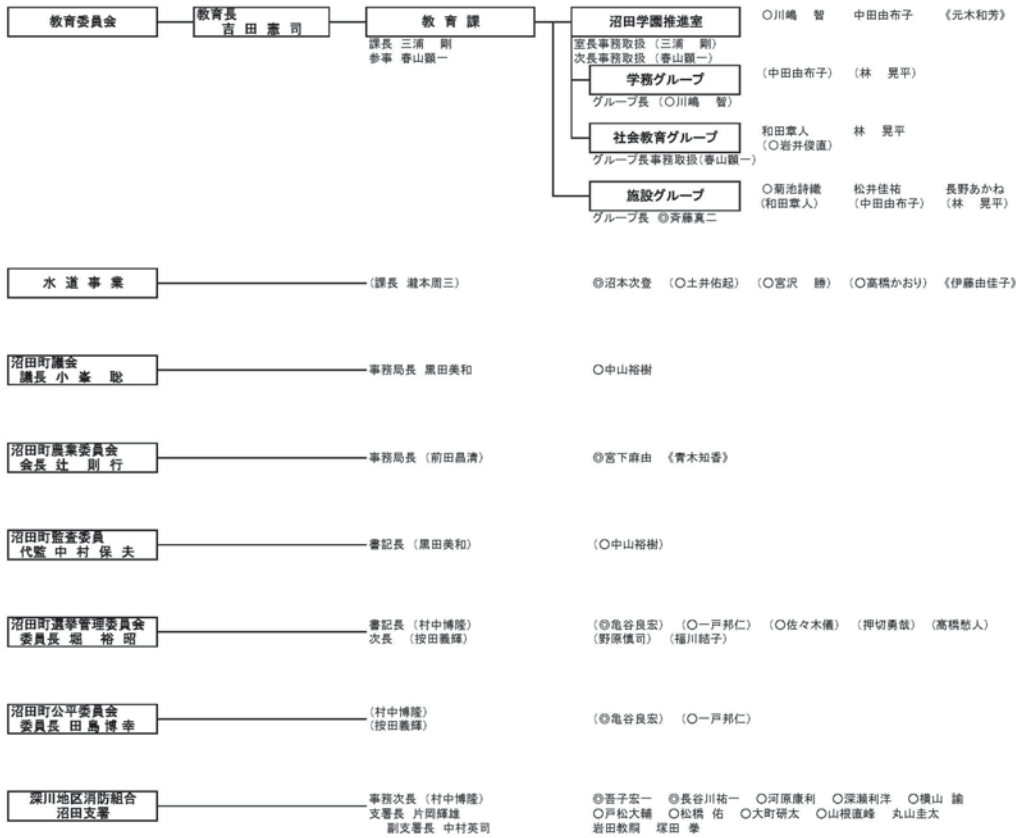 教育委員会 教育長 教育課 沼田学園推進室 〇川嶋 智 中田由布子 《元木和芳》
吉田憲司
課長 三浦 剛 室長事務取扱（三浦 剛）
参事 春山顕一 次長事務取扱（春山顕一）
学務グループ （中田由布子） （林 晃平）
グループ長（〇川嶋 智）
社会教育グループ 和田章人 林 晃平
（〇岩井俊直）
グループ長事務取扱（春山顕一）
施設グループ 〇菊池詩織 松井佳祐 長野あかね
（和田章人） （中田由布子） （林 晃平）
グループ長 ◎斉藤真二
水道事業 （課長 瀧本周三） ◎沼本次登 （〇土井佑起） （〇宮沢 勝） （〇高橋かおり） 《伊藤由佳子》
沼田町議会
議長 小峯 聡 事務局長 黒田美和 〇中山裕樹
沼田町農業委員会
会長 辻 則行 事務局長（前田昌清） ◎宮下麻由 《青木知香》
沼田町監査委員
代監 中村保夫 書記長（黒田美和） （〇中山裕樹）
沼田町選挙管理委員会 書記長（村中博隆） （◎亀谷良宏） （〇一戸邦仁） （〇佐々木儀） （押切勇哉） （高橋愁人）
委員長 堀 裕昭 次長 （按田義輝） （野原慎司） （福川結子）
沼田町公平委員会 （村中博隆）
委員長 田島博幸 （按田義輝） （◎亀谷良宏） （〇一戸邦仁）
深川地区消防組合 事務次長（村中博隆） ◎吾子宏一 ◎長谷川祐一 〇河原康利 〇深瀬利洋 〇横山 諭
沼田支署 支署長 片岡輝雄 〇戸松大輔 〇松橋 佑 〇大町研太 〇山根直峰 丸山圭太
副支署長 中村英司 岩田教嗣 塚田 拳